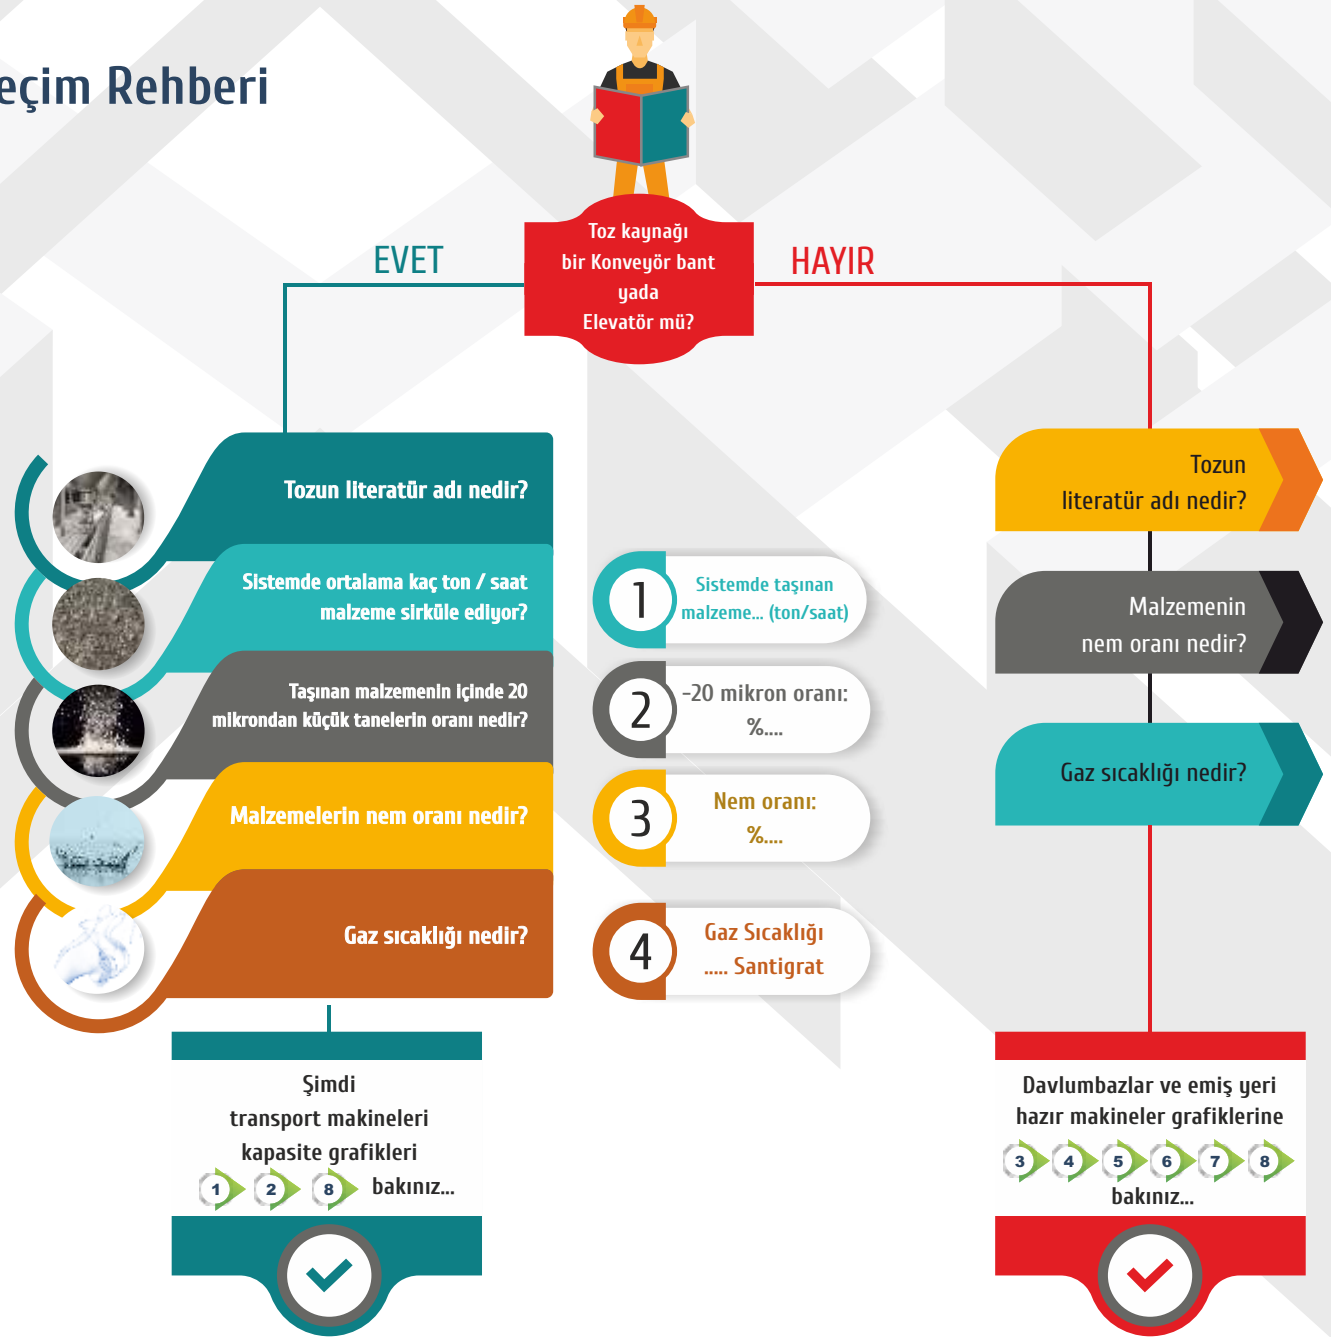 eçim Rehberi
Toz kaynağı
bir Konveyör bant
yada
Elevatör mü?
EVET
HAYIR
Tozun literatür adı nedir?
Sistemde ortalama kaç ton / saat
malzeme sirküle ediyor?
Taşınan malzemenin içinde 20
mikrondan küçük tanelerin oranı nedir?
Malzemelerin nem oranı nedir?
Gaz sıcaklığı nedir?
1
Sistemde taşınan
malzeme... (ton/saat)
2
-20 mikron oranı:
%....
3
Nem oranı:
%....
4
Gaz Sıcaklığı
..... Santigrat
Şimdi
transport makineleri
kapasite grafikleri
1 2 8 bakınız...
Tozun
literatür adı nedir?
Malzemenin
nem oranı nedir?
Gaz sıcaklığı nedir?
Davlumbazlar ve emiş yeri
hazır makineler grafiklerine
3 4 5 6 7 8
bakınız...